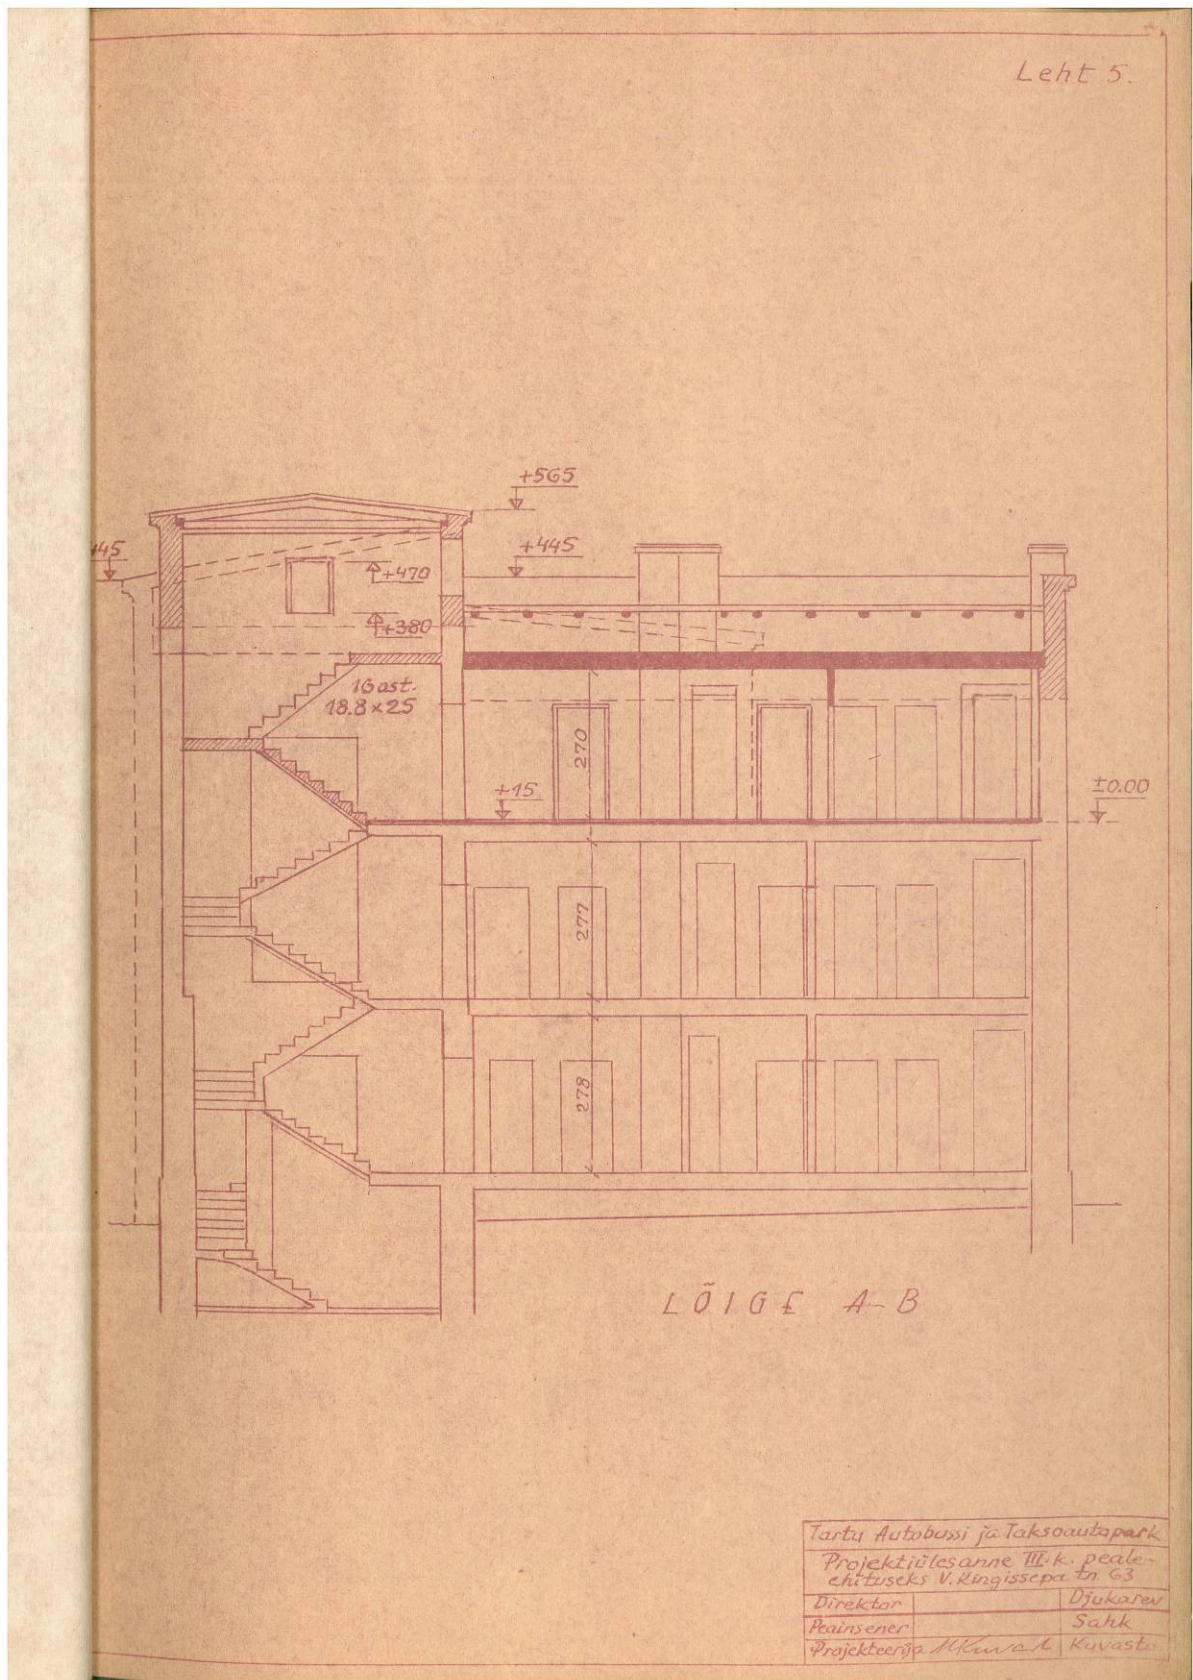 Leht 5.
+565
+445
445
+470
+380
16 ast.
18.8×25
270
+15
±0.00
277
278
LÕIGE A-B
Tartu Autobussi ja Taksoautopark
Projektiülesanne III. k. peale-
ehituseks V. Kingissepa tn 63
Direktor Djukarev
Peainsener Sahk
Projekteerija Kuvasto